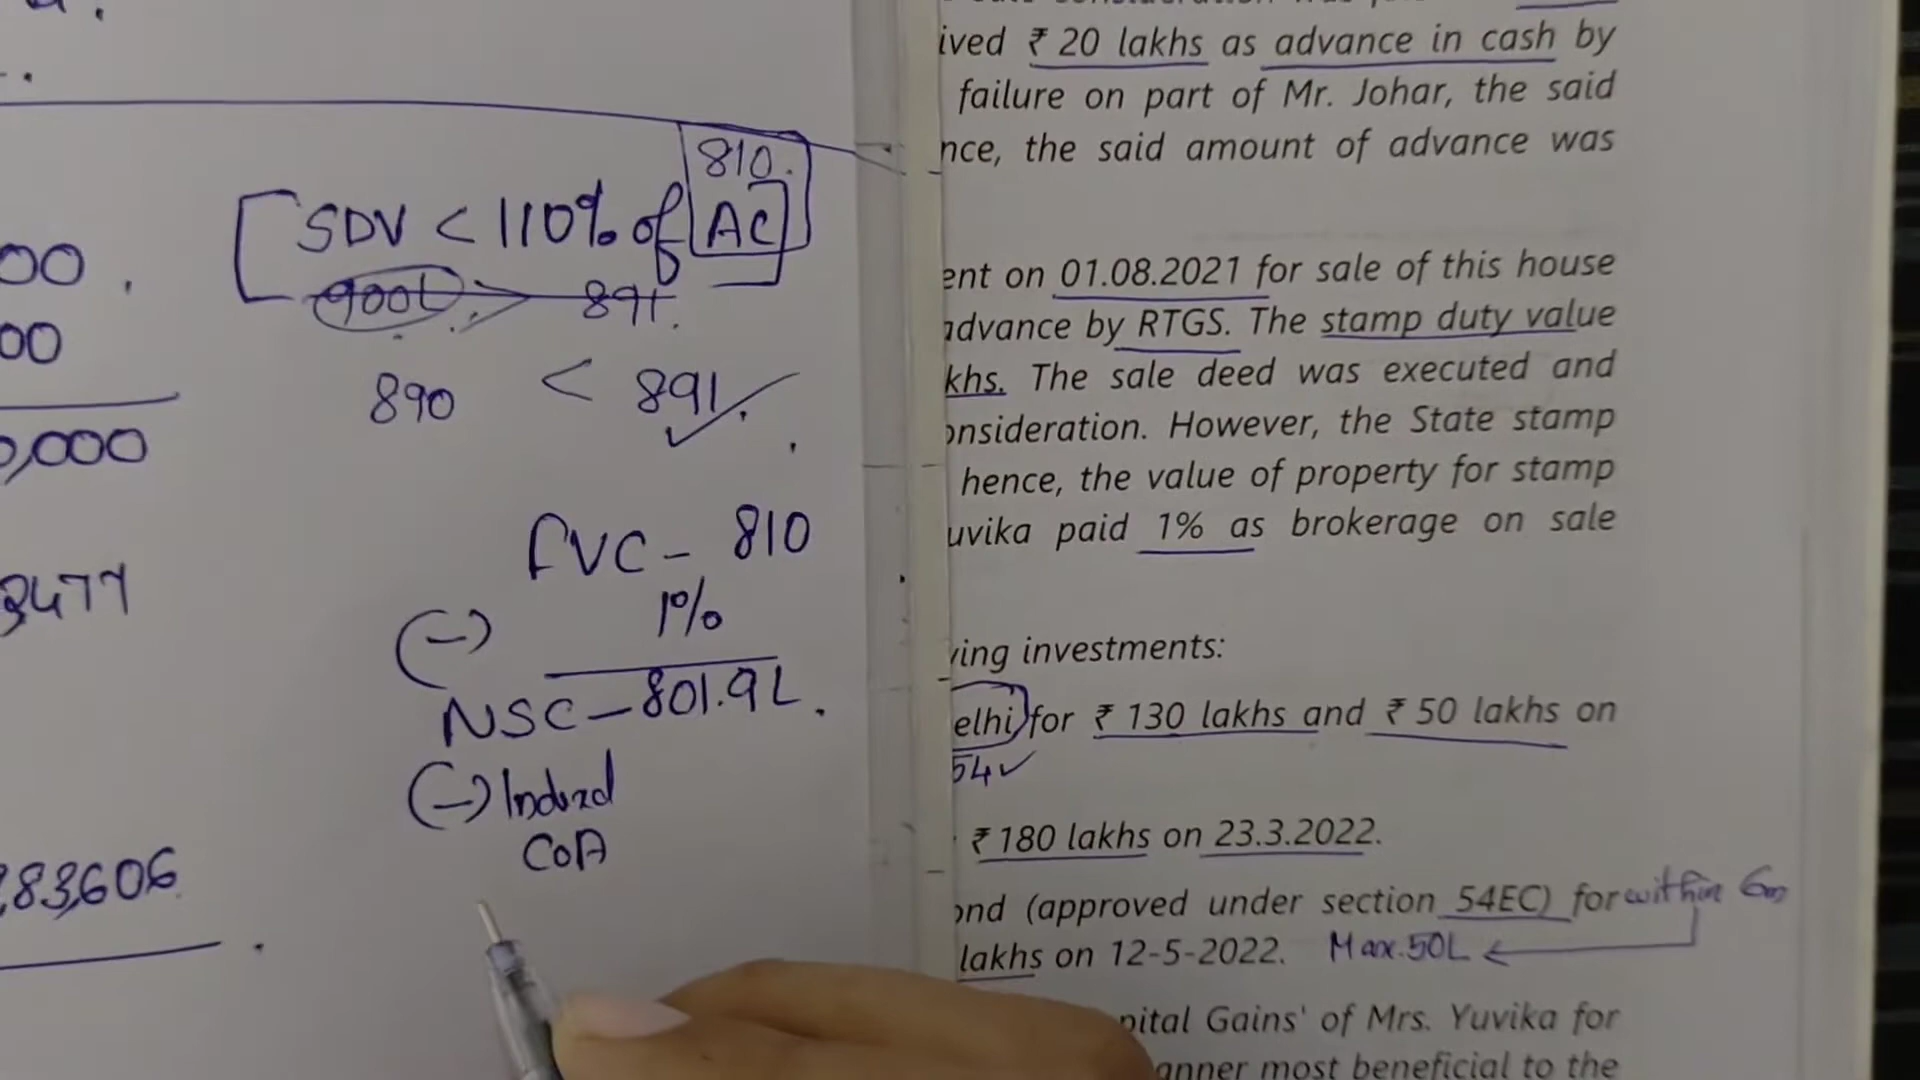 00
00
0,000
3477
83,606
810.
[SDV < 110% of [AC]
900L > 891.
890 < 891.
FVC - 810
(-) 1%
NSC - 801.9L.
(-) Indexd
CoA
ived ₹ 20 lakhs as advance in cash by
failure on part of Mr. Johar, the said
nce, the said amount of advance was
ent on 01.08.2021 for sale of this house
advance by RTGS. The stamp duty value
khs. The sale deed was executed and
onsideration. However, the State stamp
hence, the value of property for stamp
uvika paid 1% as brokerage on sale
ving investments:
elhi) for ₹ 130 lakhs and ₹ 50 lakhs on
54✓
₹ 180 lakhs on 23.3.2022.
ond (approved under section 54EC) for within 6m
lakhs on 12-5-2022. Max. 50L
pital Gains' of Mrs. Yuvika for
anner most beneficial to the